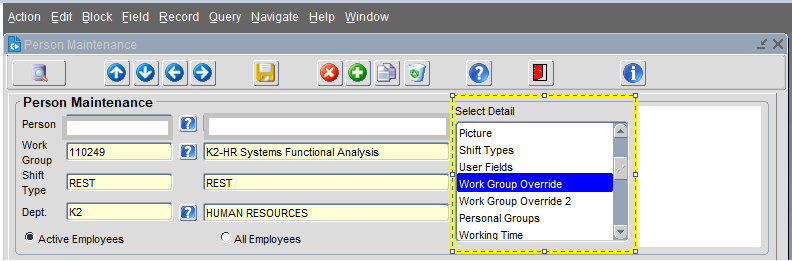 Action Edit Block Field Record Query Navigate Help Window
Person Maintenance
Person Maintenance
Person
Work Group 110249 K2-HR Systems Functional Analysis
Shift Type REST REST
Dept. K2 HUMAN RESOURCES
Active Employees All Employees
Select Detail
Picture
Shift Types
User Fields
Work Group Override
Work Group Override 2
Personal Groups
Working Time